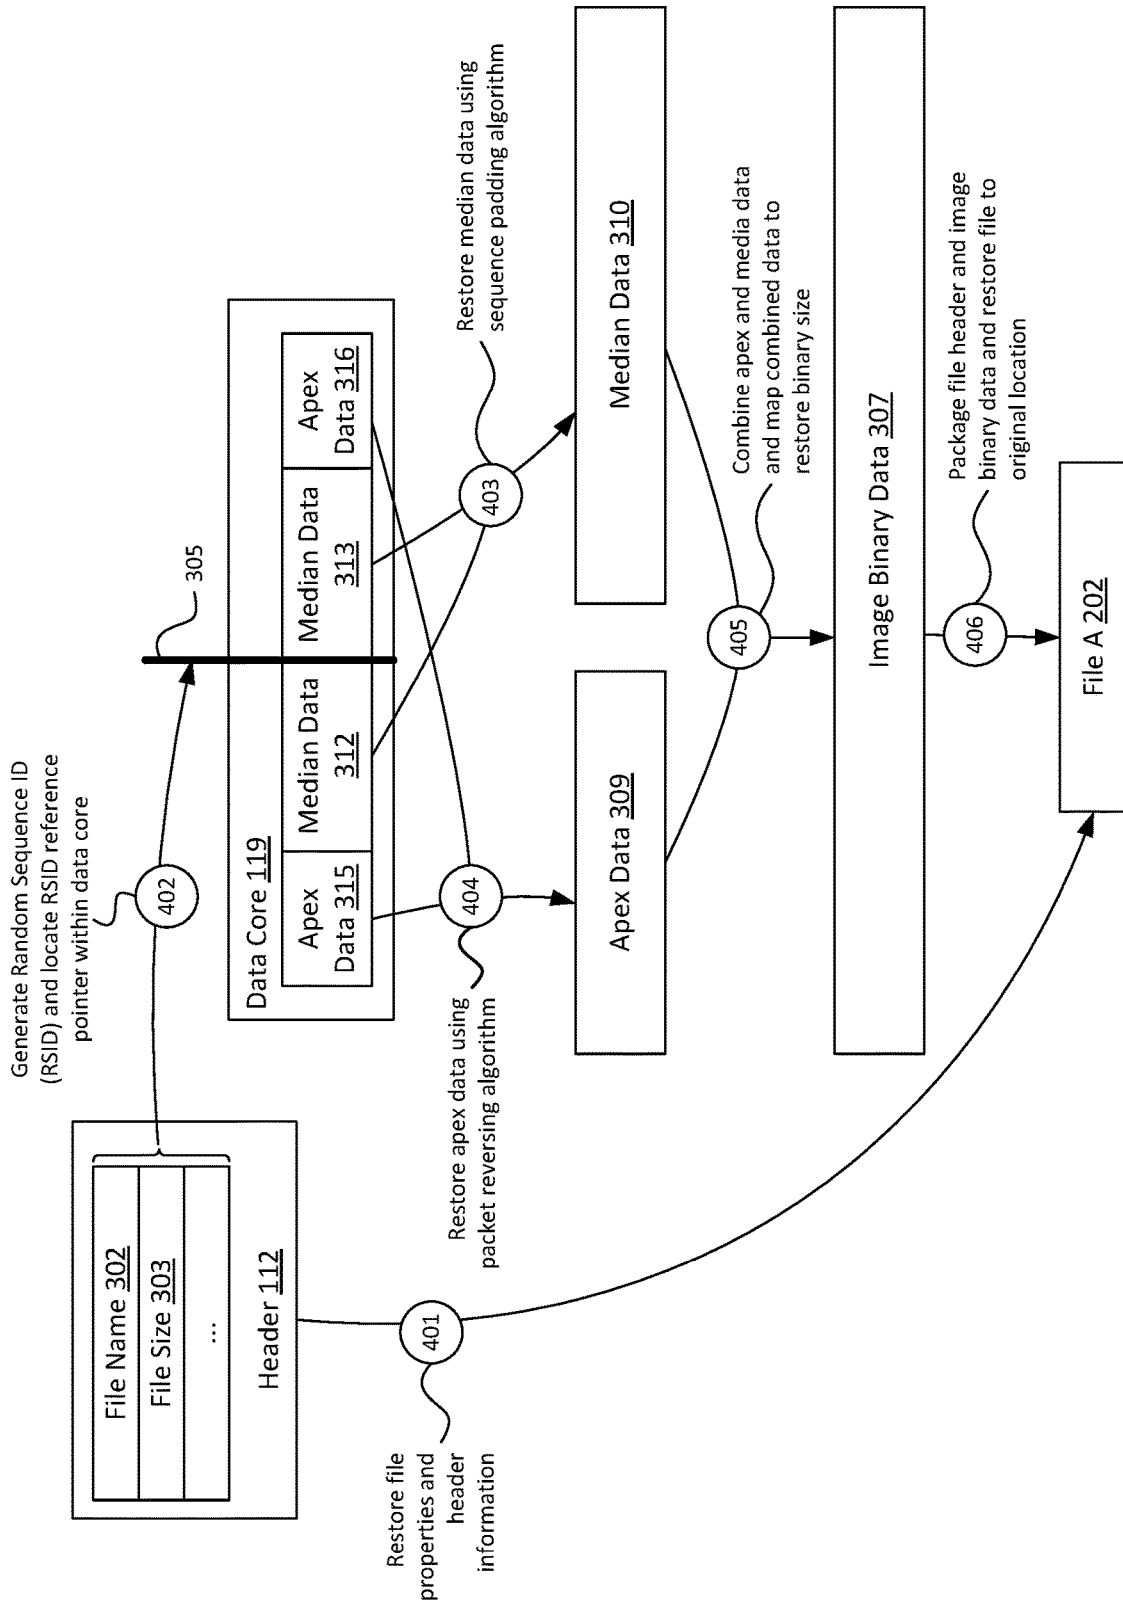 Generate Random Sequence ID
(RSID) and locate RSID reference
pointer within data core
402
305
File Name 302
File Size 303
...
Header 112
Data Core 119
Apex
Data 315
Median Data
312
Median Data
313
Apex
Data 316
401
Restore file
properties and
header
information
404
Restore apex data using
packet reversing algorithm
403
Restore median data using
sequence padding algorithm
Apex Data 309
Median Data 310
405
Combine apex and media data
and map combined data to
restore binary size
Image Binary Data 307
406
Package file header and image
binary data and restore file to
original location
File A 202